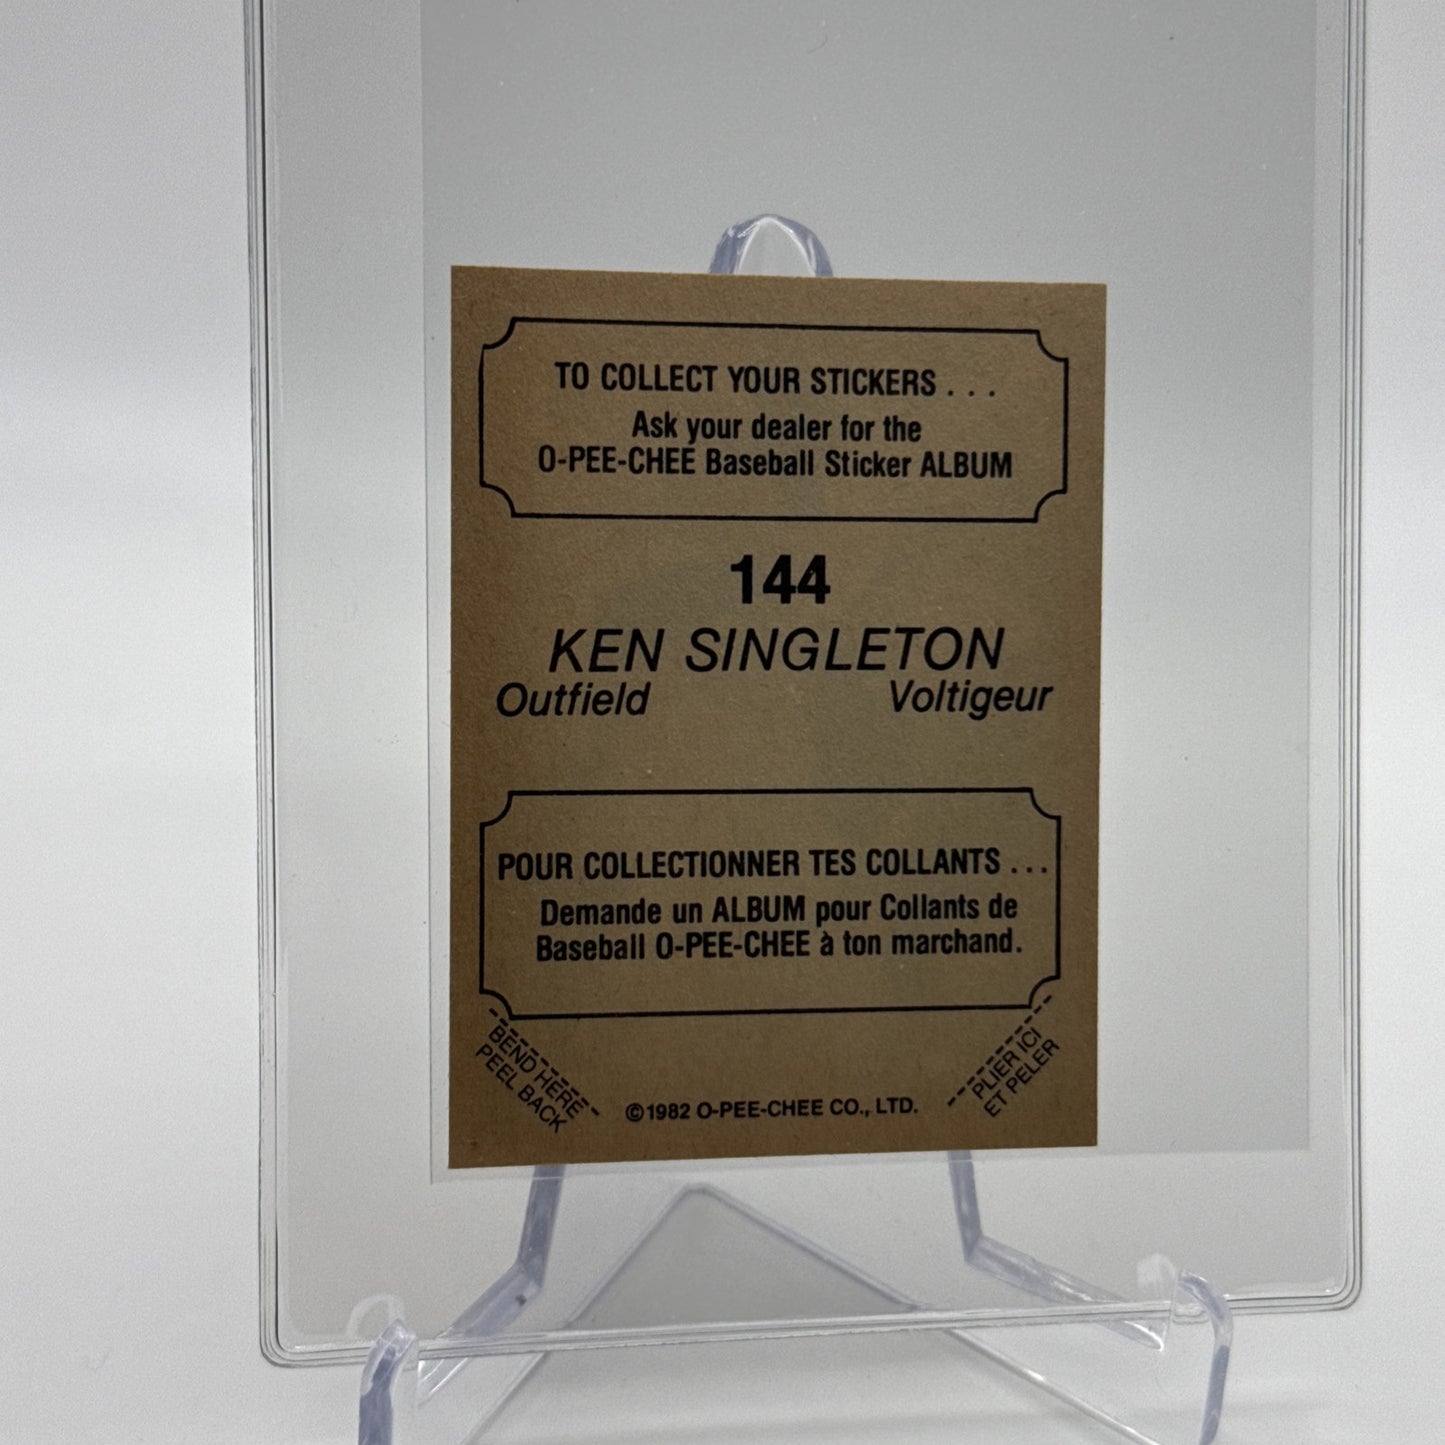 TO COLLECT YOUR STICKERS . . .
Ask your dealer for the
O-PEE-CHEE Baseball Sticker ALBUM
144
KEN SINGLETON
Outfield Voltigeur
POUR COLLECTIONNER TES COLLANTS . . .
Demande un ALBUM pour Collants de
Baseball O-PEE-CHEE à ton marchand.
BEND HERE
PEEL BACK
©1982 O-PEE-CHEE CO., LTD.
PLIER ICI
ET PELER